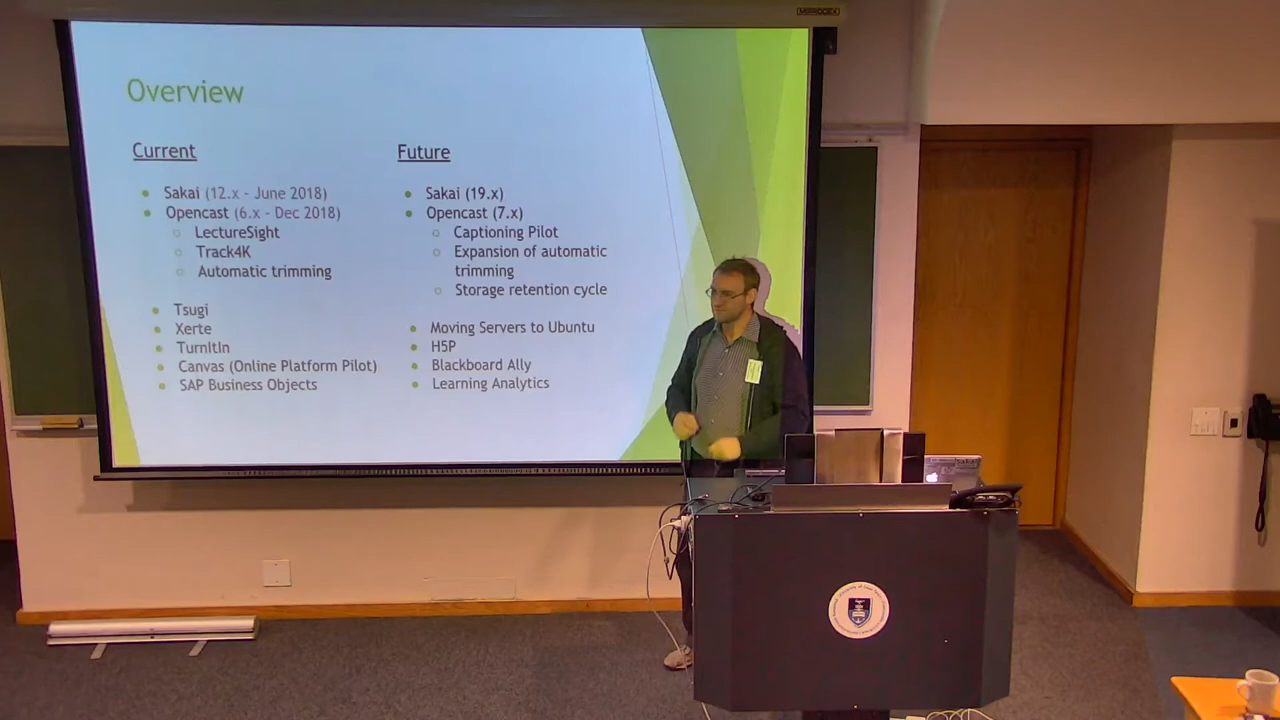 Overview
Current
Sakai (12.x - June 2018)
Opencast (6.x - Dec 2018)
LectureSight
Track4K
Automatic trimming
Tsugi
Xerte
TurnItIn
Canvas (Online Platform Pilot)
SAP Business Objects
Future
Sakai (19.x)
Opencast (7.x)
Captioning Pilot
Expansion of automatic
trimming
Storage retention cycle
Moving Servers to Ubuntu
H5P
Blackboard Ally
Learning Analytics